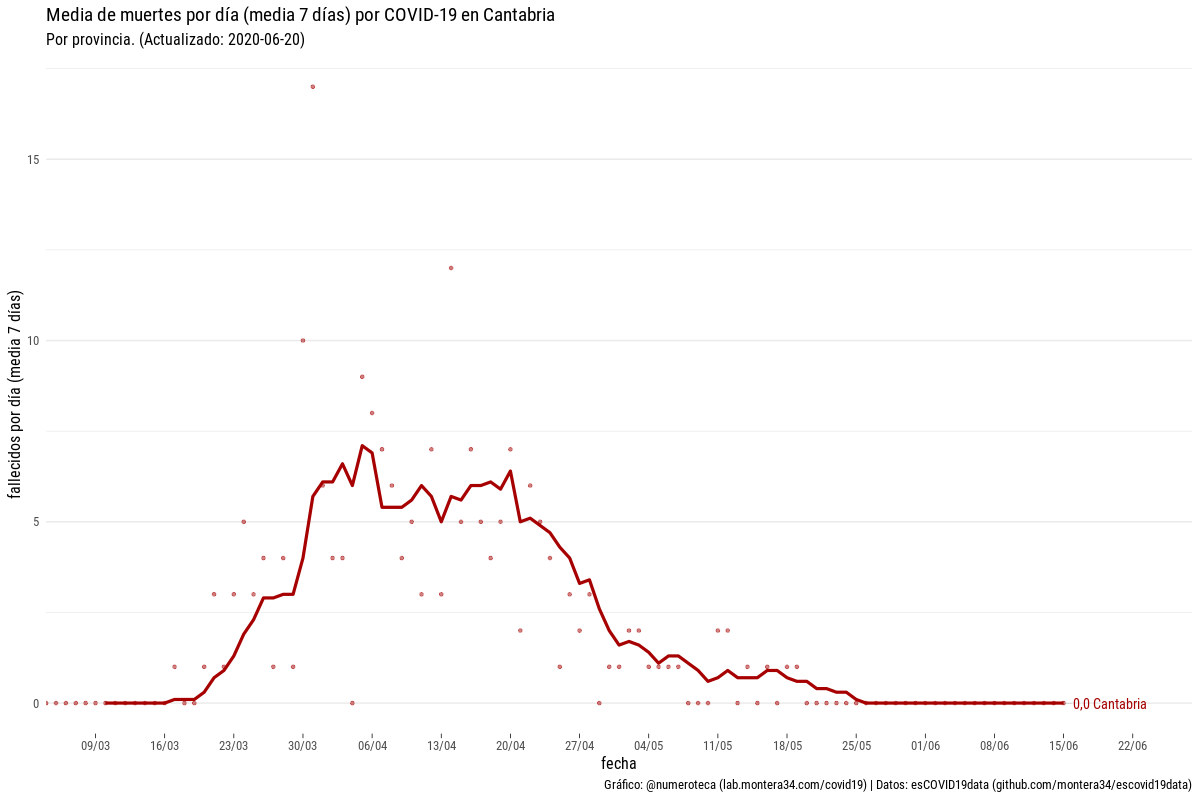 Media de muertes por día (media 7 días) por COVID-19 en Cantabria
Por provincia. (Actualizado: 2020-06-20)
fallecidos por día (media 7 días)
15
10
5
0
0,0 Cantabria
09/03 16/03 23/03 30/03 06/04 13/04 20/04 27/04 04/05 11/05 18/05 25/05 01/06 08/06 15/06 22/06
fecha
Gráfico: @numeroteca (lab.montera34.com/covid19) | Datos: esCOVID19data (github.com/montera34/escovid19data)